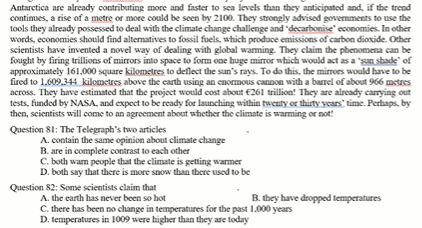 Antarctica are already contributing more and faster to sea levels than they anticipated and, if the trend
continues, a rise of a metre or more could be seen by 2100. They strongly advised governments to use the
tools they already possessed to deal with the climate change challenge and 'decarbonise' economies. In other
words, economies should find alternatives to fossil fuels, which produce emissions of carbon dioxide. Other
scientists have invented a novel way of dealing with global warming. They claim the phenomena can be
fought by firing trillions of mirrors into space to form one huge mirror which would act as a 'sun shade' of
approximately 161,000 square kilometres to deflect the sun's rays. To do this, the mirrors would have to be
fired to 1,609,344 kilometres above the earth using an enormous cannon with a barrel of about 966 metres
across. They have estimated that the project would cost about €261 trillion! They are already carrying out
tests, funded by NASA, and expect to be ready for launching within twenty or thirty years' time. Perhaps, by
then, scientists will come to an agreement about whether the climate is warming or not!
Question 81: The Telegraph's two articles
A. contain the same opinion about climate change
B. are in complete contrast to each other
C. both warn people that the climate is getting warmer
D. both say that there is more snow than there used to be
Question 82: Some scientists claim that
A. the earth has never been so hot B. they have dropped temperatures
C. there has been no change in temperatures for the past 1,000 years
D. temperatures in 1009 were higher than they are today